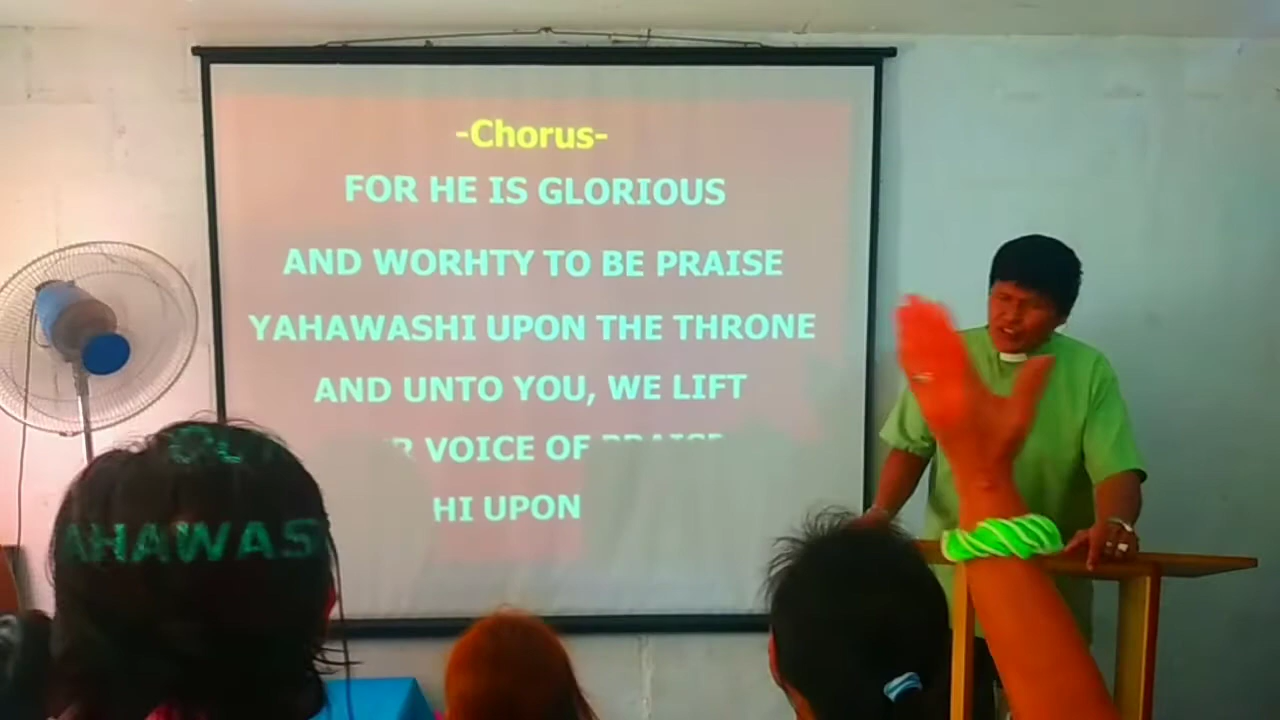 -Chorus-
FOR HE IS GLORIOUS
AND WORHTY TO BE PRAISE
YAHAWASHI UPON THE THRONE
AND UNTO YOU, WE LIFT
R VOICE OF PRAISE
AHAWAS HI UPON